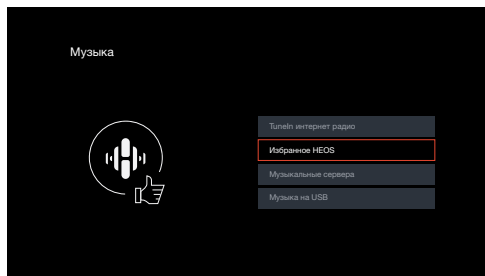 Музыка
TuneIn интернет радио
Избранное HEOS
Музыкальные сервера
Музыка на USB